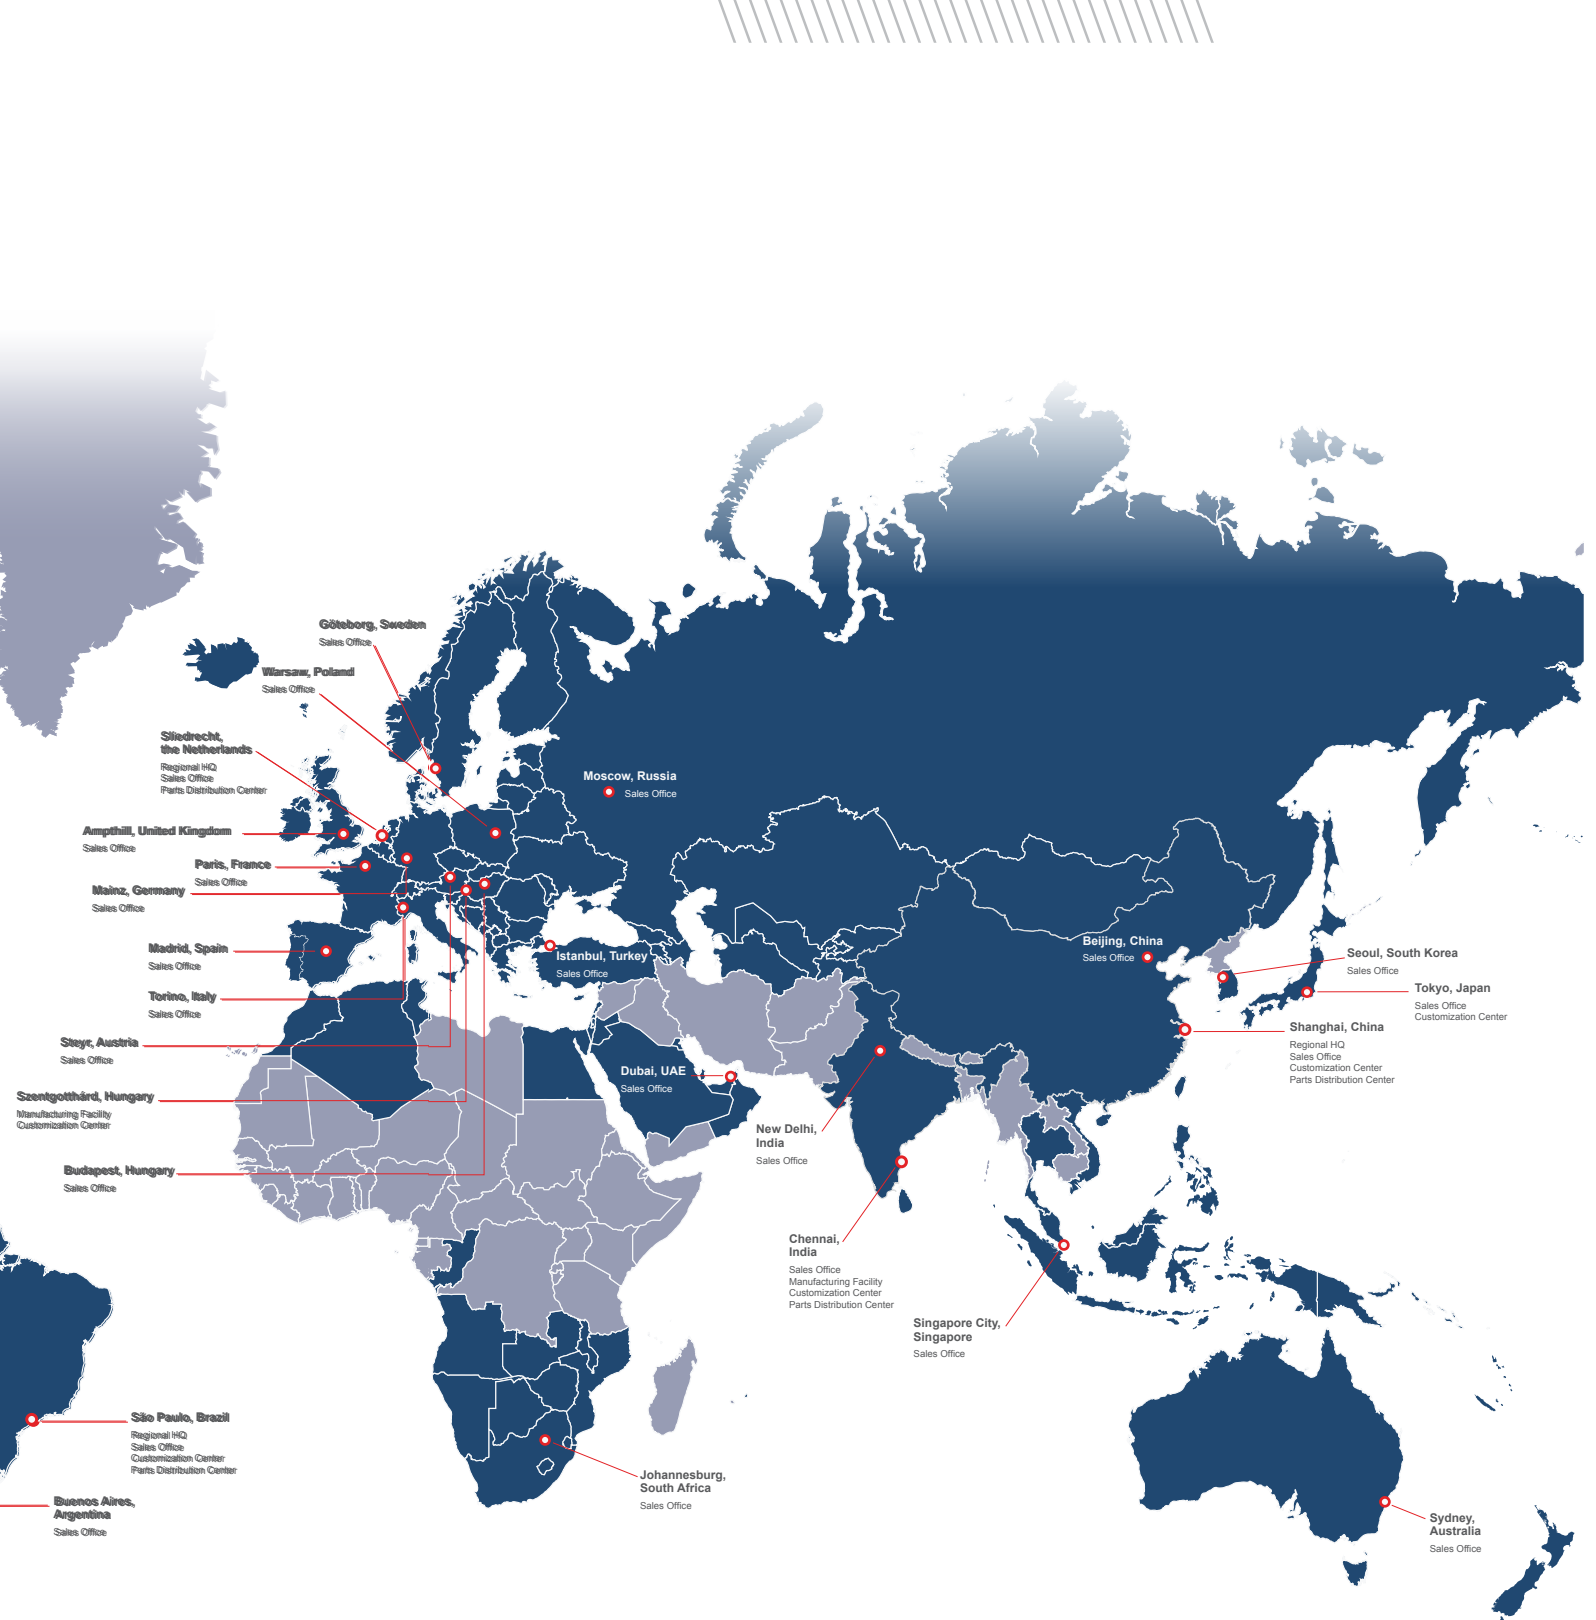 Göteborg, Sweden
Sales Office
Warsaw, Poland
Sales Office
Sliedrecht,
the Netherlands
Regional HQ
Sales Office
Parts Distribution Center
Ampthill, United Kingdom
Sales Office
Paris, France
Sales Office
Mainz, Germany
Sales Office
Madrid, Spain
Sales Office
Torino, Italy
Sales Office
Steyr, Austria
Sales Office
Szentgotthárd, Hungary
Manufacturing Facility
Customization Center
Budapest, Hungary
Sales Office
São Paulo, Brazil
Regional HQ
Sales Office
Customization Center
Parts Distribution Center
Buenos Aires,
Argentina
Sales Office
Moscow, Russia
Sales Office
Istanbul, Turkey
Sales Office
Dubai, UAE
Sales Office
Johannesburg,
South Africa
Sales Office
New Delhi,
India
Sales Office
Chennai,
India
Sales Office
Manufacturing Facility
Customization Center
Parts Distribution Center
Singapore City,
Singapore
Sales Office
Beijing, China
Sales Office
Seoul, South Korea
Sales Office
Tokyo, Japan
Sales Office
Customization Center
Shanghai, China
Regional HQ
Sales Office
Customization Center
Parts Distribution Center
Sydney,
Australia
Sales Office